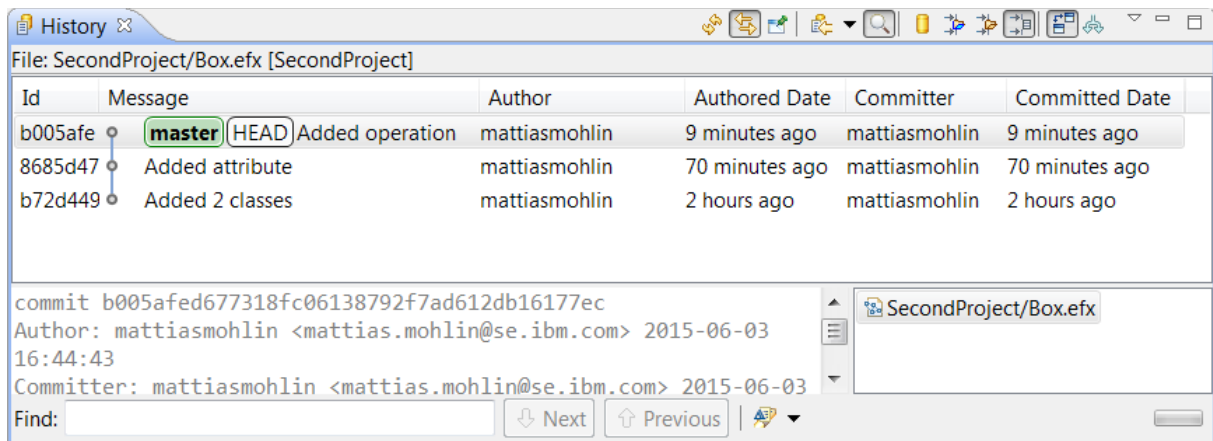 History
File: SecondProject/Box.efx [SecondProject]
Id Message Author Authored Date Committer Committed Date
b005afe master HEAD Added operation mattiasmohlin 9 minutes ago mattiasmohlin 9 minutes ago
8685d47 Added attribute mattiasmohlin 70 minutes ago mattiasmohlin 70 minutes ago
b72d449 Added 2 classes mattiasmohlin 2 hours ago mattiasmohlin 2 hours ago
commit b005afed677318fc06138792f7ad612db16177ec
Author: mattiasmohlin <mattias.mohlin@se.ibm.com> 2015-06-03
16:44:43
Committer: mattiasmohlin <mattias.mohlin@se.ibm.com> 2015-06-03
SecondProject/Box.efx
Find: Next Previous